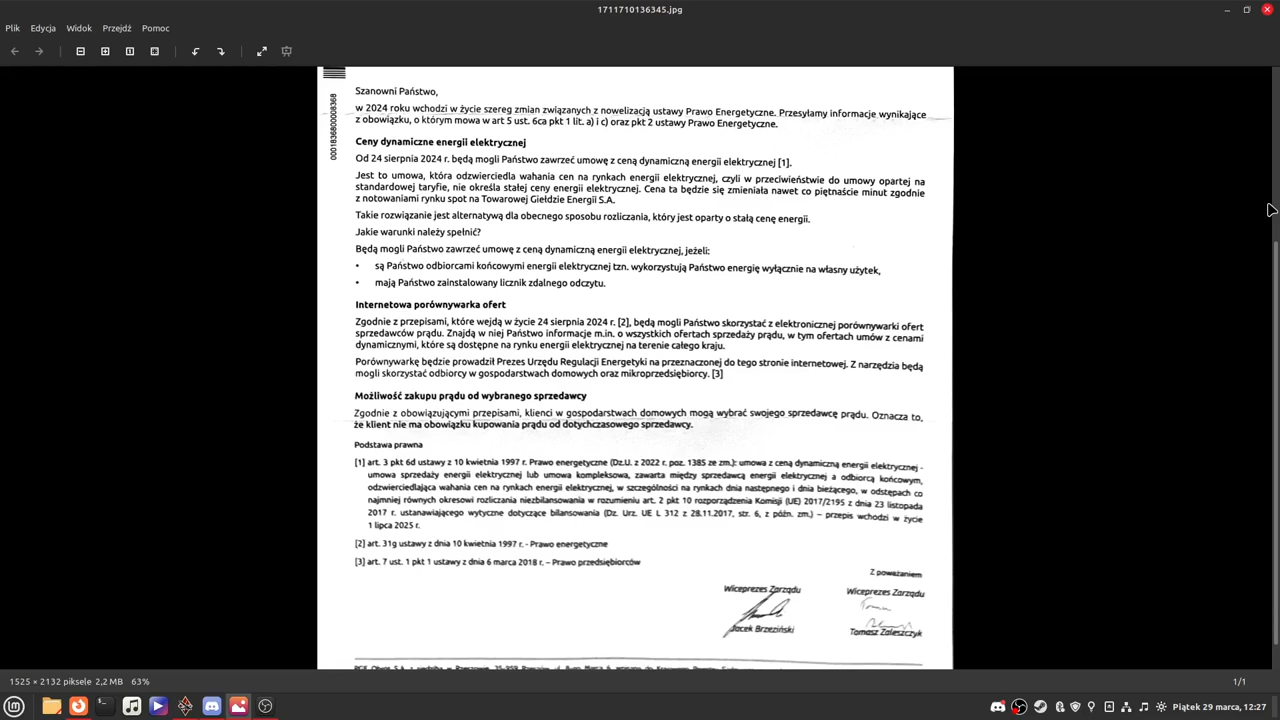 1711710136345.jpg
Plik Edycja Widok Przejdź Pomoc
0001836800008368
Szanowni Państwo,
w 2024 roku wchodzi w życie szereg zmian związanych z nowelizacją ustawy Prawo Energetyczne. Przesyłamy informacje wynikające
z obowiązku, o którym mowa w art 5 ust. 6ca pkt 1 lit. a) i c) oraz pkt 2 ustawy Prawo Energetyczne.
Ceny dynamiczne energii elektrycznej
Od 24 sierpnia 2024 r. będą mogli Państwo zawrzeć umowę z ceną dynamiczną energii elektrycznej [1].
Jest to umowa, która odzwierciedla wahania cen na rynkach energii elektrycznej, czyli w przeciwieństwie do umowy opartej na
standardowej taryfie, nie określa stałej ceny energii elektrycznej. Cena ta będzie się zmieniała nawet co piętnaście minut zgodnie
z notowaniami rynku spot na Towarowej Giełdzie Energii S.A.
Takie rozwiązanie jest alternatywą dla obecnego sposobu rozliczania, który jest oparty o stałą cenę energii.
Jakie warunki należy spełnić?
Będą mogli Państwo zawrzeć umowę z ceną dynamiczną energii elektrycznej, jeżeli:
• są Państwo odbiorcami końcowymi energii elektrycznej tzn. wykorzystują Państwo energię wyłącznie na własny użytek,
• mają Państwo zainstalowany licznik zdalnego odczytu.
Internetowa porównywarka ofert
Zgodnie z przepisami, które wejdą w życie 24 sierpnia 2024 r. [2], będą mogli Państwo skorzystać z elektronicznej porównywarki ofert
sprzedawców prądu. Znajdą w niej Państwo informacje m.in. o wszystkich ofertach sprzedaży prądu, w tym ofertach umów z cenami
dynamicznymi, które są dostępne na rynku energii elektrycznej na terenie całego kraju.
Porównywarkę będzie prowadził Prezes Urzędu Regulacji Energetyki na przeznaczonej do tego stronie internetowej. Z narzędzia będą
mogli skorzystać odbiorcy w gospodarstwach domowych oraz mikroprzedsiębiorcy. [3]
Możliwość zakupu prądu od wybranego sprzedawcy
Zgodnie z obowiązującymi przepisami, klienci w gospodarstwach domowych mogą wybrać swojego sprzedawcę prądu. Oznacza to,
że klient nie ma obowiązku kupowania prądu od dotychczasowego sprzedawcy.
Podstawa prawna
[1] art. 3 pkt 6d ustawy z 10 kwietnia 1997 r. Prawo energetyczne (Dz.U. z 2022 r. poz. 1385 ze zm.): umowa z ceną dynamiczną energii elektrycznej -
umowa sprzedaży energii elektrycznej lub umowa kompleksowa, zawarta między sprzedawcą energii elektrycznej a odbiorcą końcowym,
odzwierciedlająca wahania cen na rynkach energii elektrycznej, w szczególności na rynkach dnia następnego i dnia bieżącego, w odstępach co
najmniej równych okresowi rozliczania niezbilansowania w rozumieniu art. 2 pkt 10 rozporządzenia Komisji (UE) 2017/2195 z dnia 23 listopada
2017 r. ustanawiającego wytyczne dotyczące bilansowania (Dz. Urz. UE L 312 z 28.11.2017, str. 6, z późn. zm.) – przepis wchodzi w życie
1 lipca 2025 r.
[2] art. 31g ustawy z dnia 10 kwietnia 1997 r. - Prawo energetyczne
[3] art. 7 ust. 1 pkt 1 ustawy z dnia 6 marca 2018 r. – Prawo przedsiębiorców
Z poważaniem
Wiceprezes Zarządu Wiceprezes Zarządu
Jacek Brzeziński Tomasz Zaleszczyk
1525 × 2132 piksele 2,2 MB 63% 1/1
Piątek 29 marca, 12:27